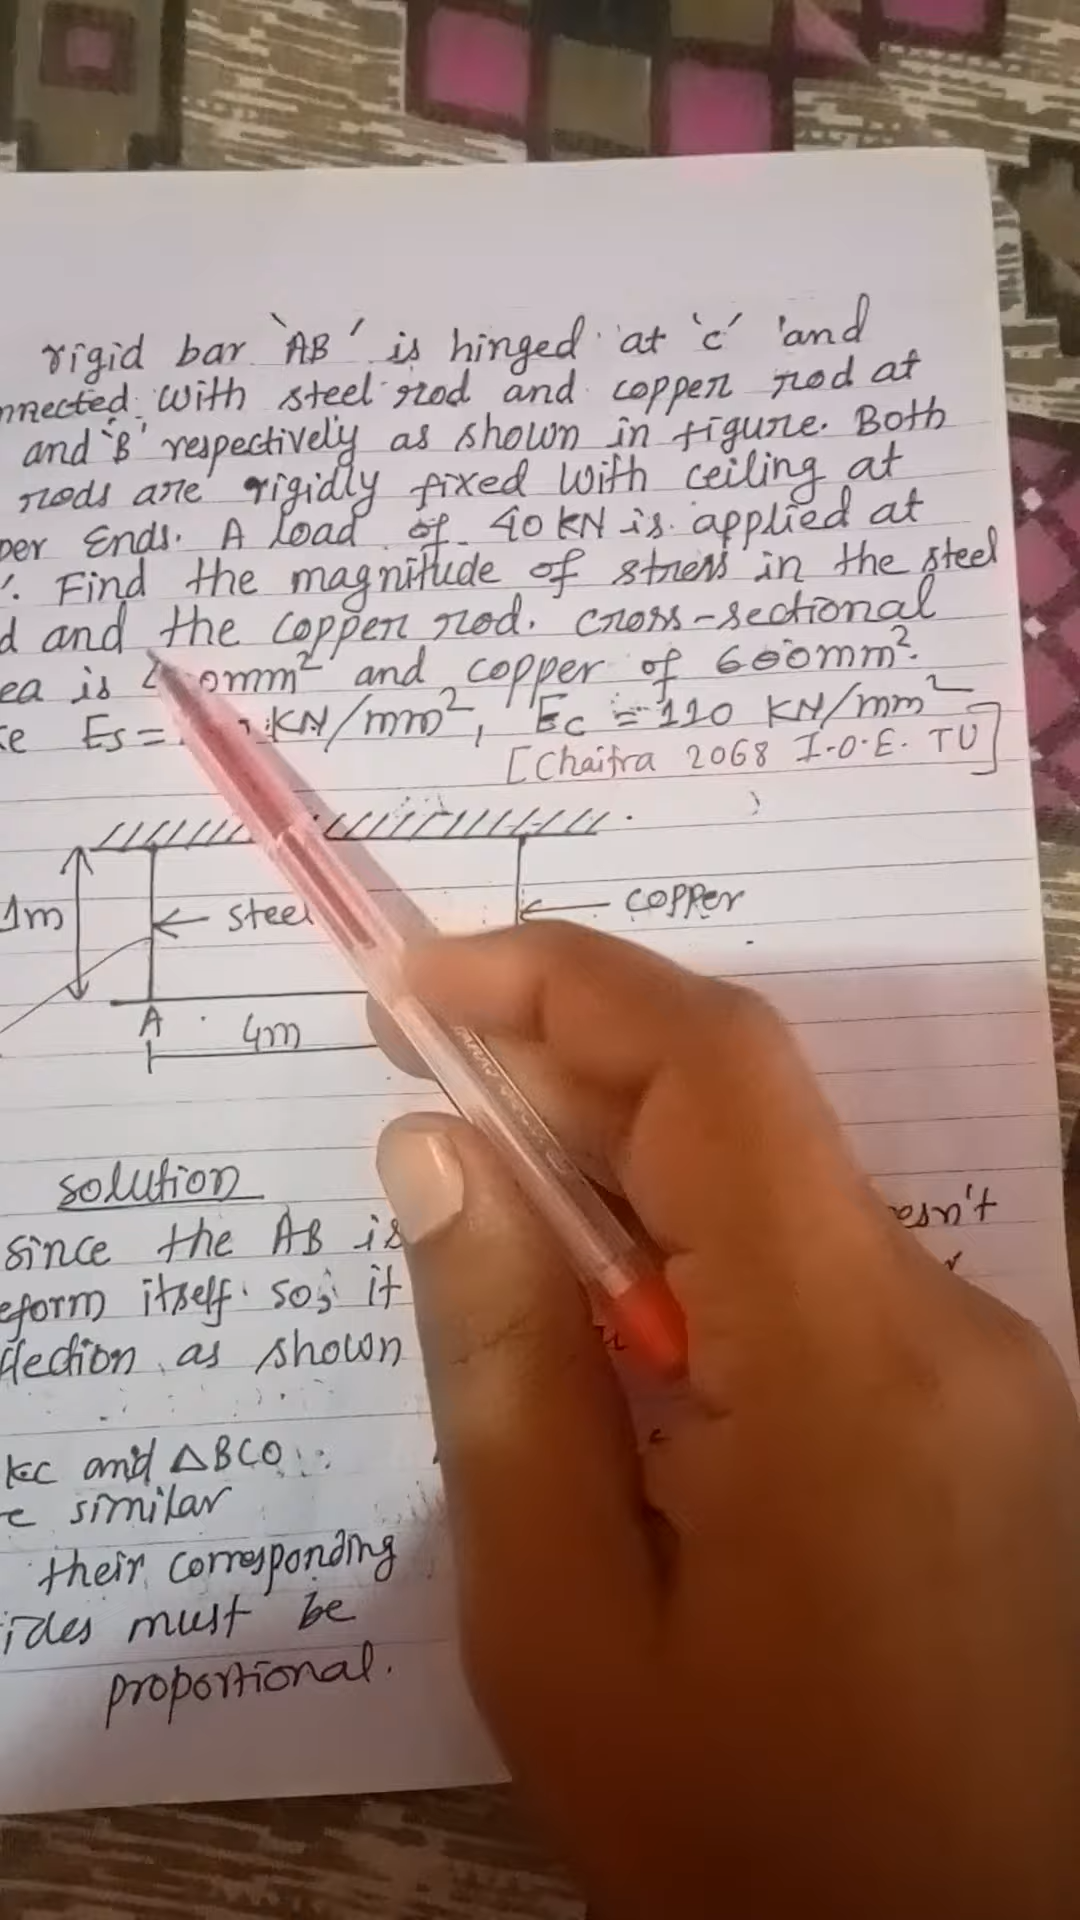 rigid bar `AB' is hinged at 'c' 'and
nnected with steel rod and copper rod at
and `B' respectively as shown in figure. Both
rods are rigidly fixed with ceiling at
per Ends. A load of 40 KN is applied at
'. Find the magnitude of stress in the steel
d and the copper rod. cross-sectional
ea is mm² and copper of 600mm².
Es = KN/mm², Ec = 110 KN/mm²
[Chaitra 2068 I.O.E. TU]
1m
steel
copper
A
4m
solution
since the AB is esn't
eform itself. so, it
flection as shown
kc and ΔBCO
e similar
their corresponding
ides must be
proportional.